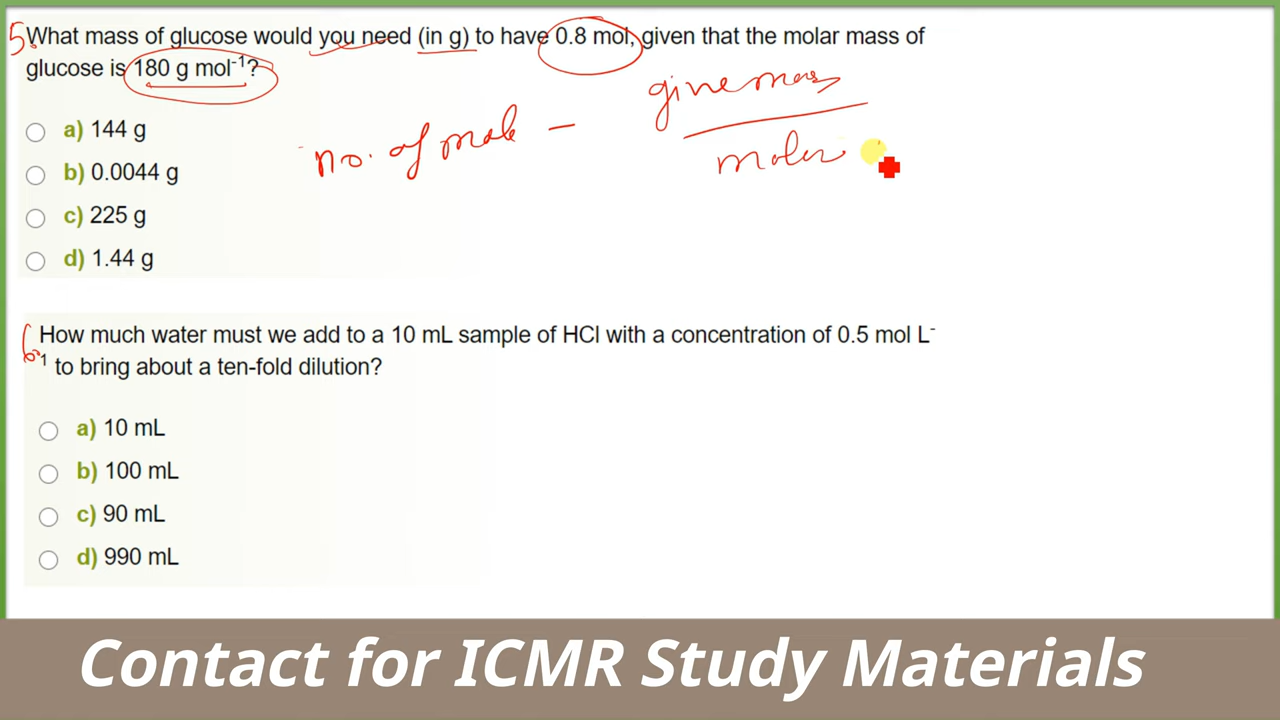 5. What mass of glucose would you need (in g) to have 0.8 mol, given that the molar mass of
glucose is 180 g mol⁻¹?
no. of mole = give mass
molar
a) 144 g
b) 0.0044 g
c) 225 g
d) 1.44 g
6. How much water must we add to a 10 mL sample of HCl with a concentration of 0.5 mol L⁻
¹ to bring about a ten-fold dilution?
a) 10 mL
b) 100 mL
c) 90 mL
d) 990 mL
Contact for ICMR Study Materials